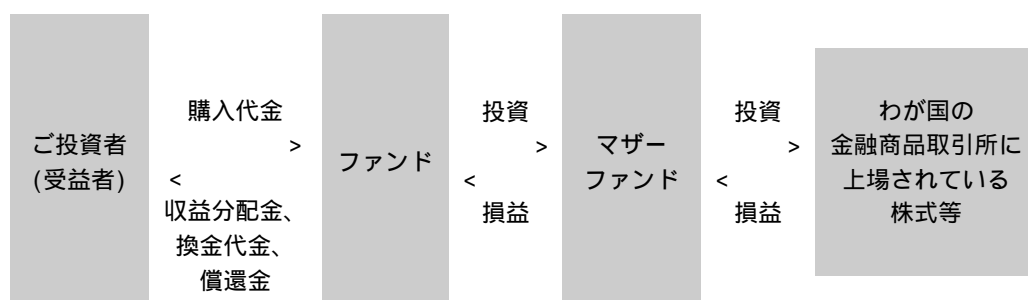 ご投資者
(受益者)
購入代金
>
<
収益分配金、
換金代金、
償還金
ファンド
投資
>
<
損益
マザー
ファンド
投資
>
<
損益
わが国の
金融商品取引所に
上場されている
株式等